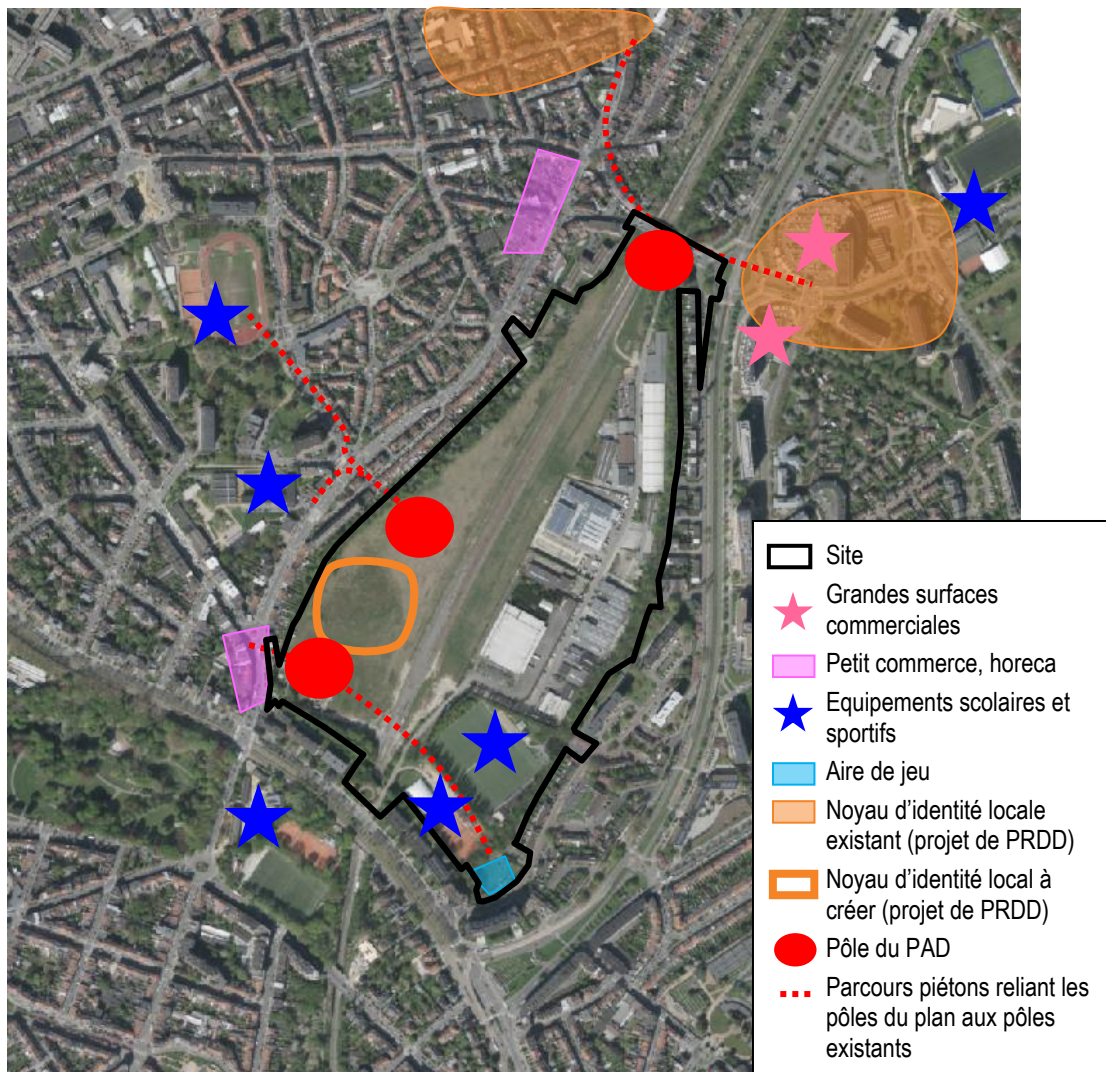 Site
Grandes surfaces
commerciales
Petit commerce, horeca
Equipements scolaires et
sportifs
Aire de jeu
Noyau d'identité locale
existant (projet de PRDD)
Noyau d'identité local à
créer (projet de PRDD)
Pôle du PAD
Parcours piétons reliant les
pôles du plan aux pôles
existants